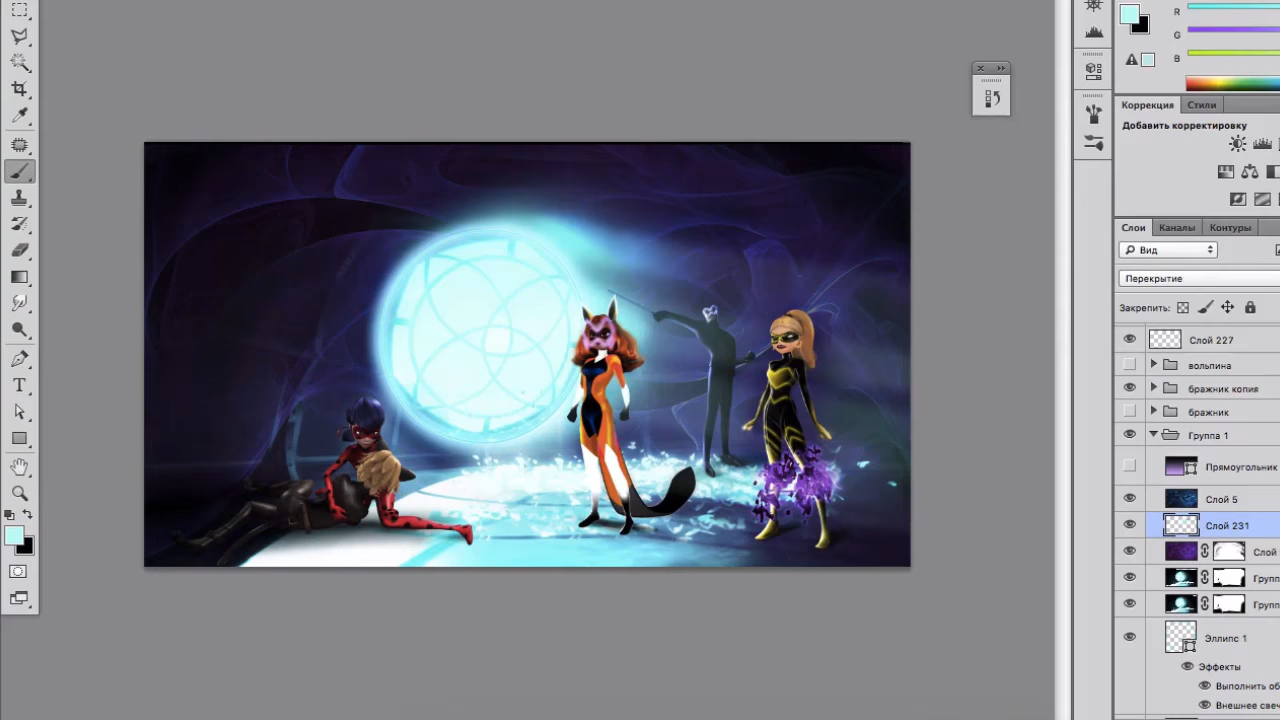 R
G
B
Коррекция Стили
Добавить корректировку
Слои Каналы Контуры
Вид
Перекрытие
Закрепить:
Слой 227
вольпина
бражник копия
бражник
Группа 1
Прямоугольник
Слой 5
Слой 231
Слой
Групп
Групп
Эллипс 1
Эффекты
Выполнить об
Внешнее свеч